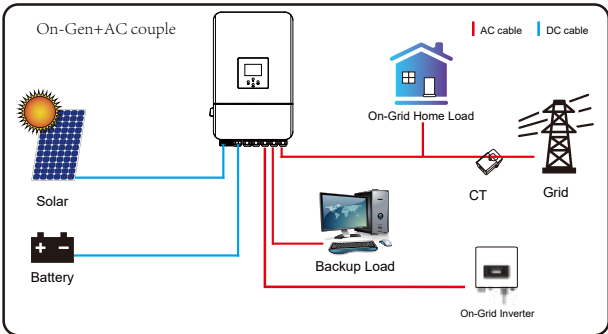 On-Gen+AC couple
AC cable
DC cable
On-Grid Home Load
CT
Grid
Solar
Backup Load
Battery
On-Grid Inverter